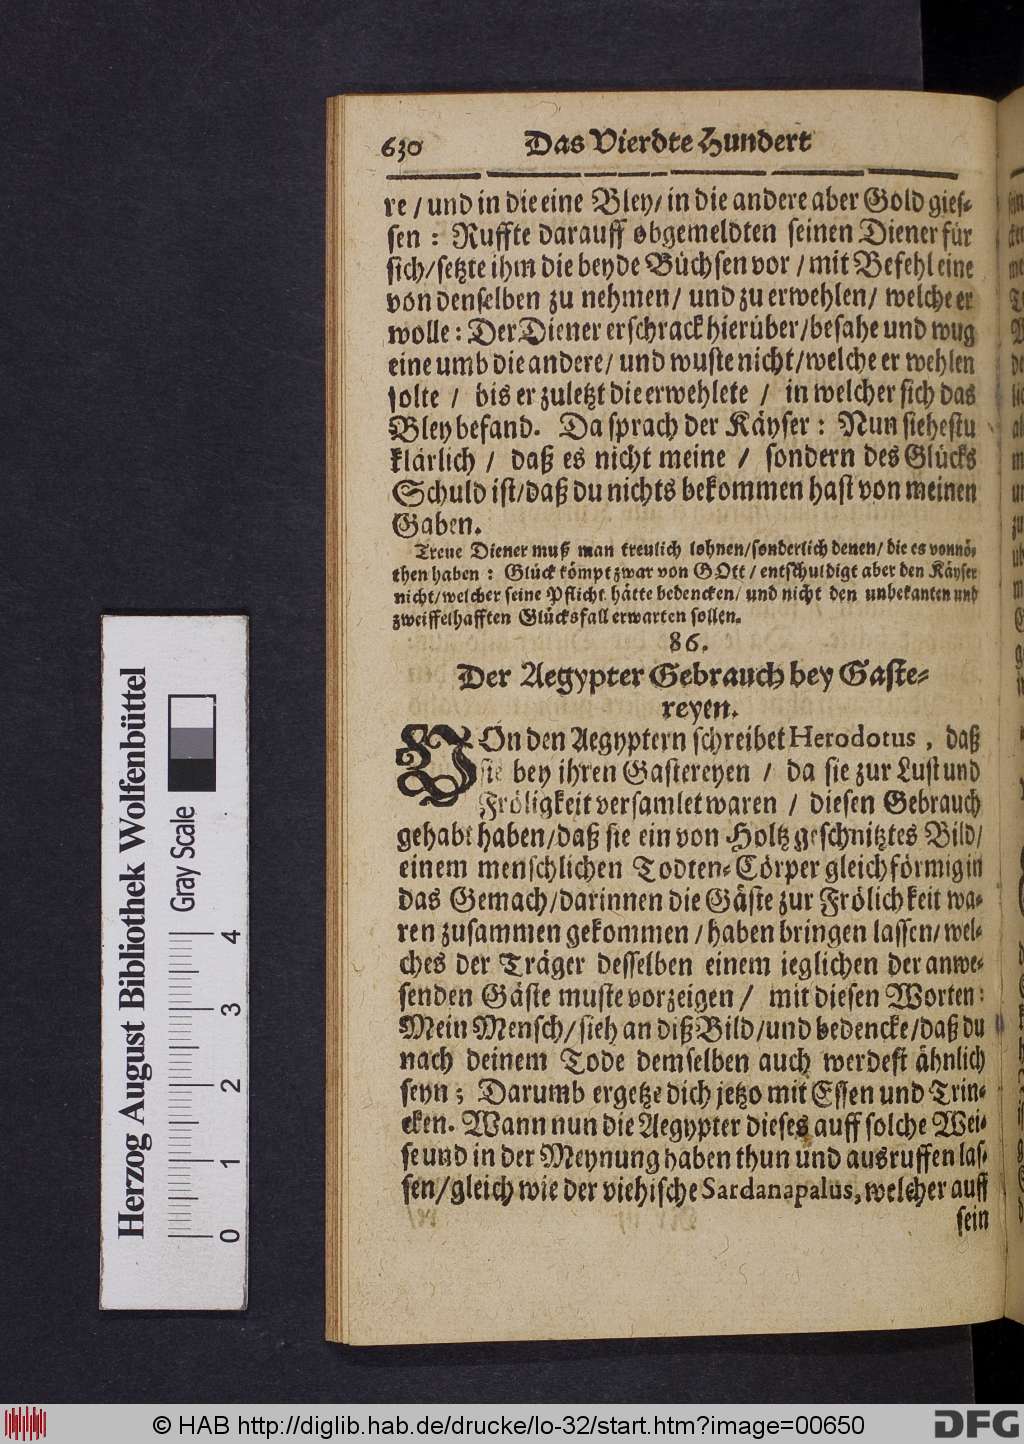 630 Das Vierdte Hundert
re / und in die eine Bley / in die andere aber Gold gies-
sen : Ruffte darauff obgemeldten seinen Diener für
sich / setzte ihm die beyde Büchsen vor / mit Befehl eine
von denselben zu nehmen / und zu erwehlen / welche er
wolle : Der Diener erschrack hierüber / besahe und wug
eine umb die andere / und wuste nicht / welche er wehlen
solte / bis er zuletzt die erwehlete / in welcher sich das
Bley befand. Da sprach der Käyser : Nun siehestu
klärlich / daß es nicht meine / sondern des Glücks
Schuld ist / daß du nichts bekommen hast von meinen
Gaben.
Treue Diener muß man treulich lohnen / sonderlich denen / die es vonnö-
then haben : Glück kömpt zwar von GOtt / entschuldigt aber den Käyser
nicht / welcher seine Pflicht hätte bedencken / und nicht den unbekanten und
zweiffelhafften Glücksfall erwarten sollen.
86.
Der Aegypter Gebrauch bey Gaste-
reyen.
VOn den Aegyptern schreibet Herodotus , daß
sie bey ihren Gastereyen / da sie zur Lust und
Fröligkeit versamlet waren / diesen Gebrauch
gehabt haben / daß sie ein von Holtz geschnitztes Bild /
einem menschlichen Todten-Cörper gleichförmig in
das Gemach / darinnen die Gäste zur Frölichkeit wa-
ren zusammen gekommen / haben bringen lassen / wel-
ches der Träger desselben einem jeglichen der anwe-
senden Gäste muste vorzeigen / mit diesen Worten :
Mein Mensch / sieh an diß Bild / und bedencke / daß du
nach deinem Tode demselben auch werdest ähnlich
seyn ; Darumb ergetze dich jetzo mit Essen und Trin-
cken. Wann nun die Aegypter dieses auff solche Wei-
se und in der Meynung haben thun und ausruffen las-
sen / gleich wie der viehische Sardanapalus, welcher auff
sein
Herzog August Bibliothek Wolfenbüttel
Gray Scale
0 1 2 3 4
© HAB http://diglib.hab.de/drucke/lo-32/start.htm?image=00650
DFG